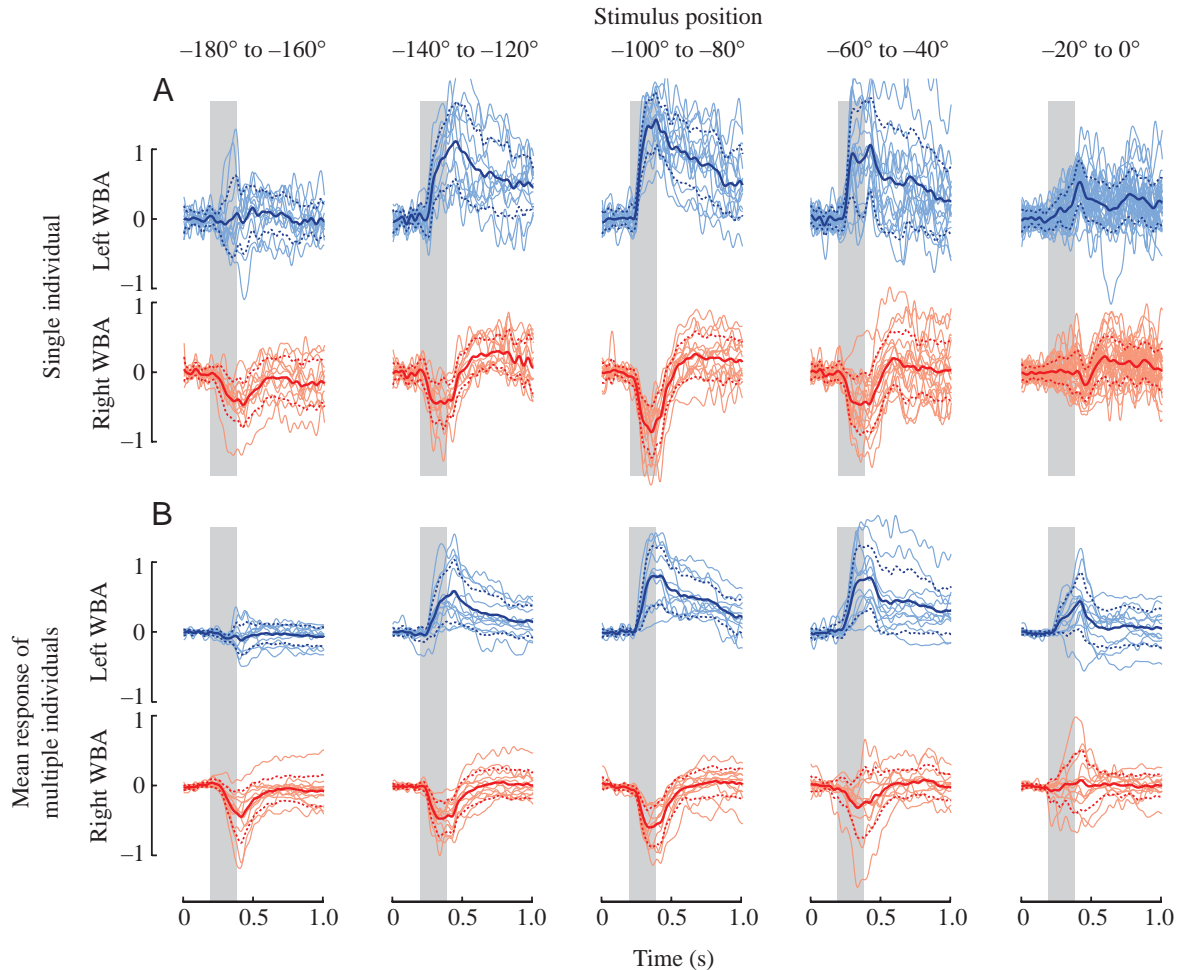 Stimulus position
–180° to –160°
–140° to –120°
–100° to –80°
–60° to –40°
–20° to 0°
A
Single individual
Left WBA
1
0
–1
Right WBA
1
0
–1
B
Mean response of
multiple individuals
Left WBA
1
0
–1
Right WBA
1
0
–1
0 0.5 1.0
0 0.5 1.0
0 0.5 1.0
0 0.5 1.0
0 0.5 1.0
Time (s)